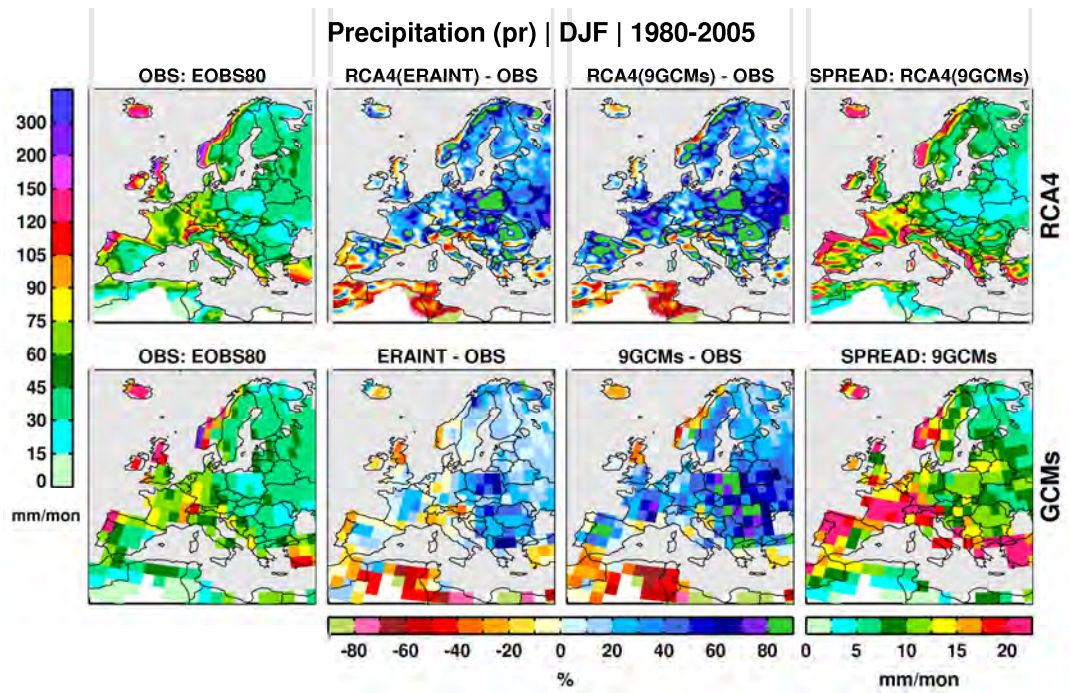 Precipitation (pr) | DJF | 1980-2005
OBS: EOBS80
RCA4(ERAINT) - OBS
RCA4(9GCMs) - OBS
SPREAD: RCA4(9GCMs)
300
200
150
120
105
90
75
60
45
30
15
0
mm/mon
RCA4
OBS: EOBS80
ERAINT - OBS
9GCMs - OBS
SPREAD: 9GCMs
GCMs
-80 -60 -40 -20 0 20 40 60 80
%
0 5 10 15 20
mm/mon